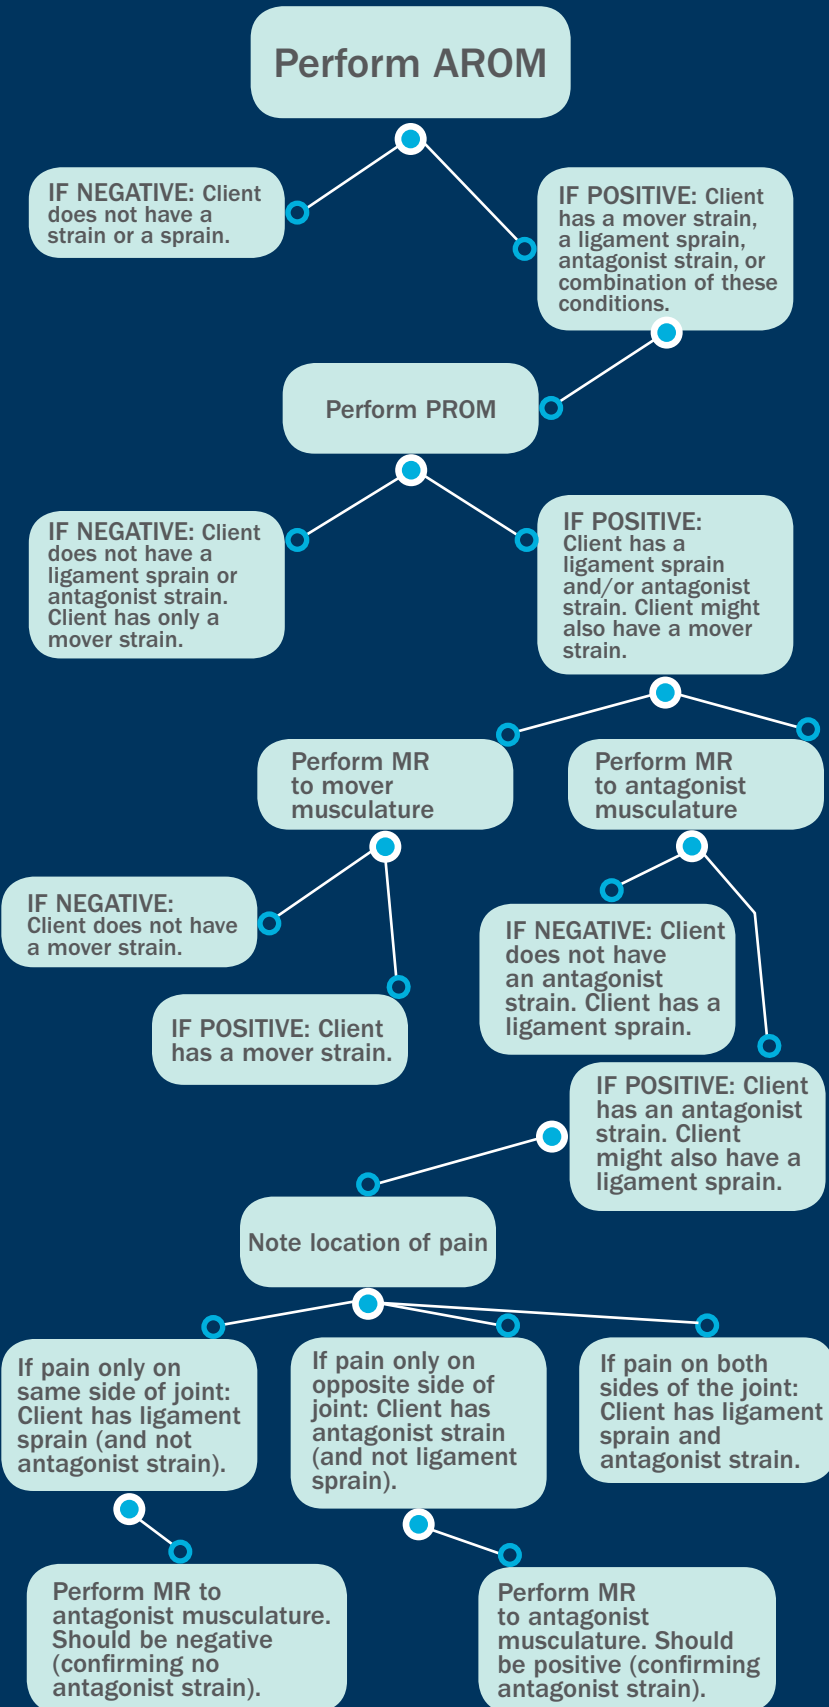 Perform AROM
IF NEGATIVE: Client
does not have a
strain or a sprain.
IF POSITIVE: Client
has a mover strain,
a ligament sprain,
antagonist strain, or
combination of these
conditions.
Perform PROM
IF NEGATIVE: Client
does not have a
ligament sprain or
antagonist strain.
Client has only a
mover strain.
IF POSITIVE:
Client has a
ligament sprain
and/or antagonist
strain. Client might
also have a mover
strain.
Perform MR
to mover
musculature
Perform MR
to antagonist
musculature
IF NEGATIVE:
Client does not have
a mover strain.
IF POSITIVE: Client
has a mover strain.
IF NEGATIVE: Client
does not have
an antagonist
strain. Client has a
ligament sprain.
IF POSITIVE: Client
has an antagonist
strain. Client
might also have a
ligament sprain.
Note location of pain
If pain only on
same side of joint:
Client has ligament
sprain (and not
antagonist strain).
If pain only on
opposite side of
joint: Client has
antagonist strain
(and not ligament
sprain).
If pain on both
sides of the joint:
Client has ligament
sprain and
antagonist strain.
Perform MR to
antagonist musculature.
Should be negative
(confirming no
antagonist strain).
Perform MR
to antagonist
musculature. Should
be positive (confirming
antagonist strain).